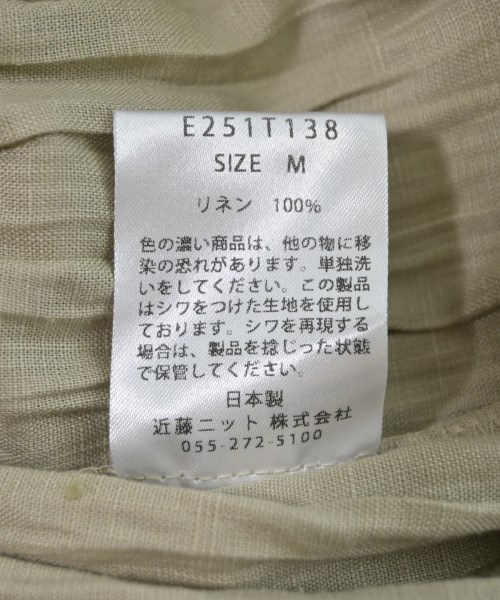 E251T138
SIZE M
リネン 100%
色の濃い商品は、他の物に移
染の恐れがあります。単独洗
いをしてください。この製品
はシワをつけた生地を使用し
ております。シワを再現する
場合は、製品を捻じった状態
で保管してください。
日本製
近藤ニット 株式会社
055-272-5100